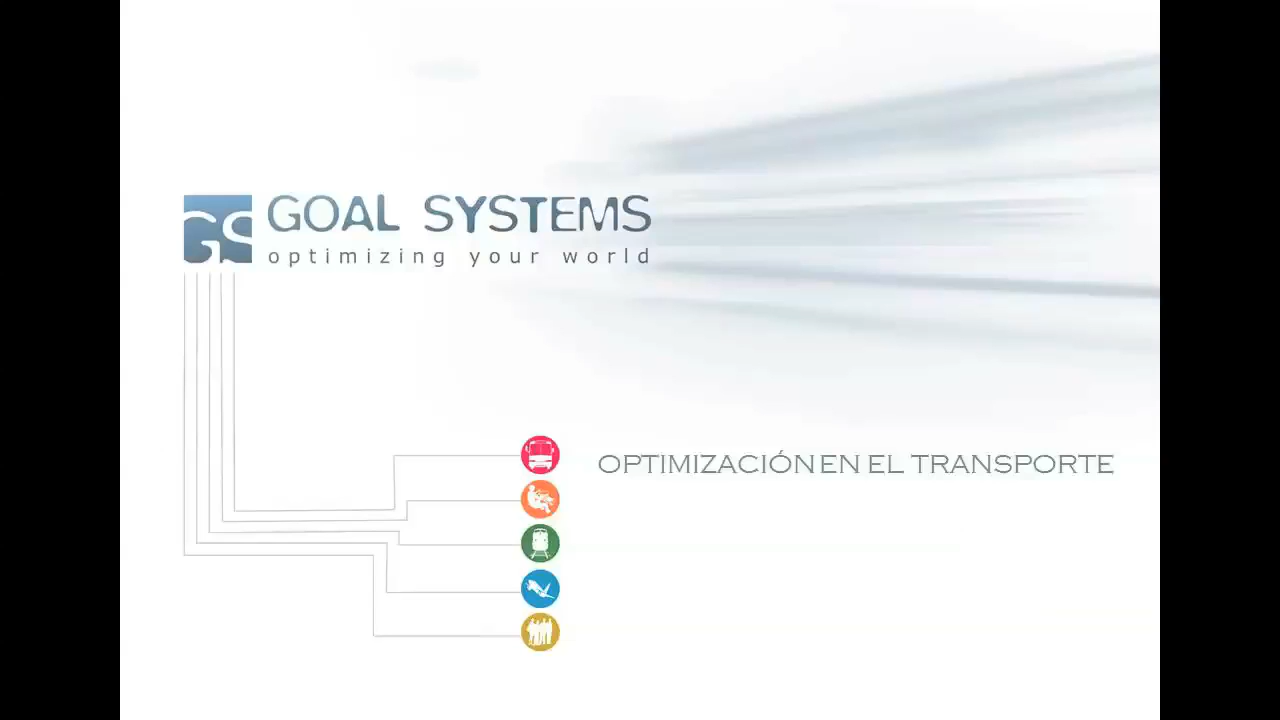 GS GOAL SYSTEMS
optimizing your world
OPTIMIZACIÓN EN EL TRANSPORTE